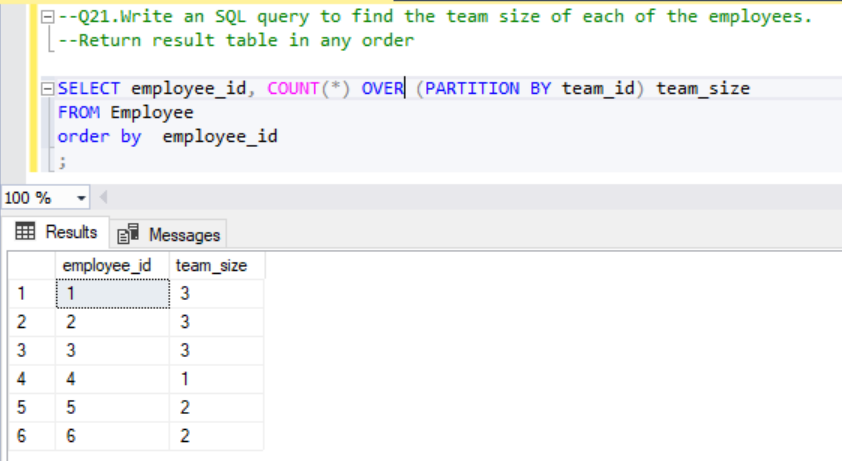 --Q21.Write an SQL query to find the team size of each of the employees.
--Return result table in any order
SELECT employee_id, COUNT(*) OVER (PARTITION BY team_id) team_size
FROM Employee
order by  employee_id
;
100 %
Results Messages
employee_id team_size
1 1 3
2 2 3
3 3 3
4 4 1
5 5 2
6 6 2